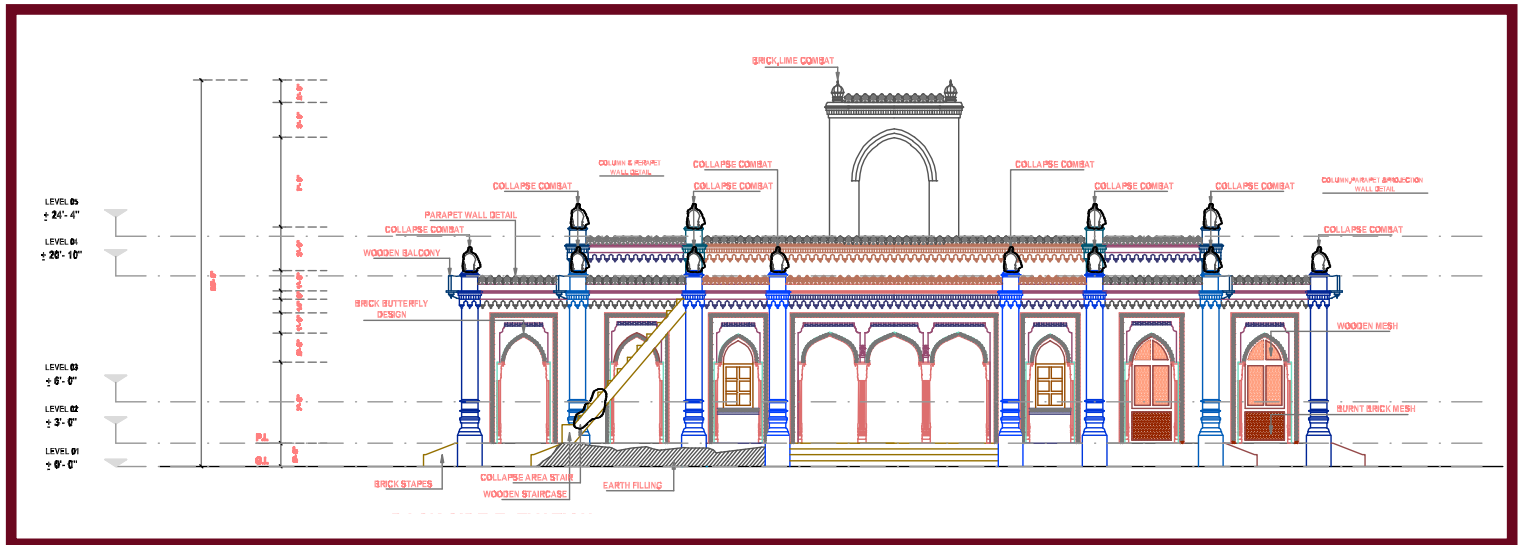 BRICK, LIME COMBAT
COLUMN & PARAPET
WALL DETAIL
COLLAPSE COMBAT
COLLAPSE COMBAT
COLLAPSE COMBAT
COLLAPSE COMBAT
COLLAPSE COMBAT
COLLAPSE COMBAT
COLUMN,PARAPET &PROJECTION
WALL DETAIL
LEVEL 05
± 24'- 4"
PARAPET WALL DETAIL
COLLAPSE COMBAT
COLLAPSE COMBAT
LEVEL 04
± 20'- 10"
WOODEN BALCONY
BRICK BUTTERFLY
DESIGN
WOODEN MESH
LEVEL 03
± 6'- 0"
LEVEL 02
± 3'- 0"
BURNT BRICK MESH
P.L
LEVEL 01
± 0'- 0"
G.L
BRICK STAPES
COLLAPSE AREA STAIR
WOODEN STAIRCASE
EARTH FILLING